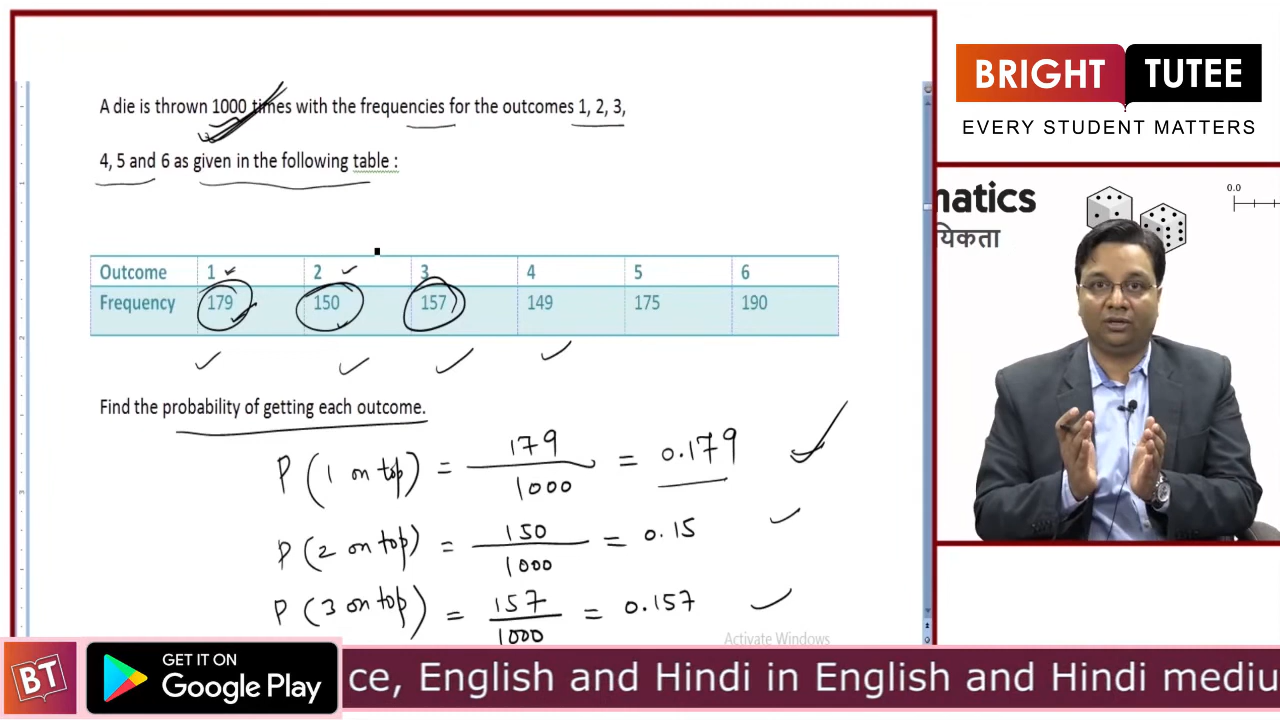 A die is thrown 1000 times with the frequencies for the outcomes 1, 2, 3,
4, 5 and 6 as given in the following table :
Outcome 1 2 3 4 5 6
Frequency 179 150 157 149 175 190
Find the probability of getting each outcome.
P (1 on top) = 179/1000 = 0.179
P (2 on top) = 150/1000 = 0.15
P (3 on top) = 157/1000 = 0.157
Activate Windows
BRIGHT TUTEE
EVERY STUDENT MATTERS
natics
यिकता
0.0
BT
GET IT ON
Google Play
ce, English and Hindi in English and Hindi mediu